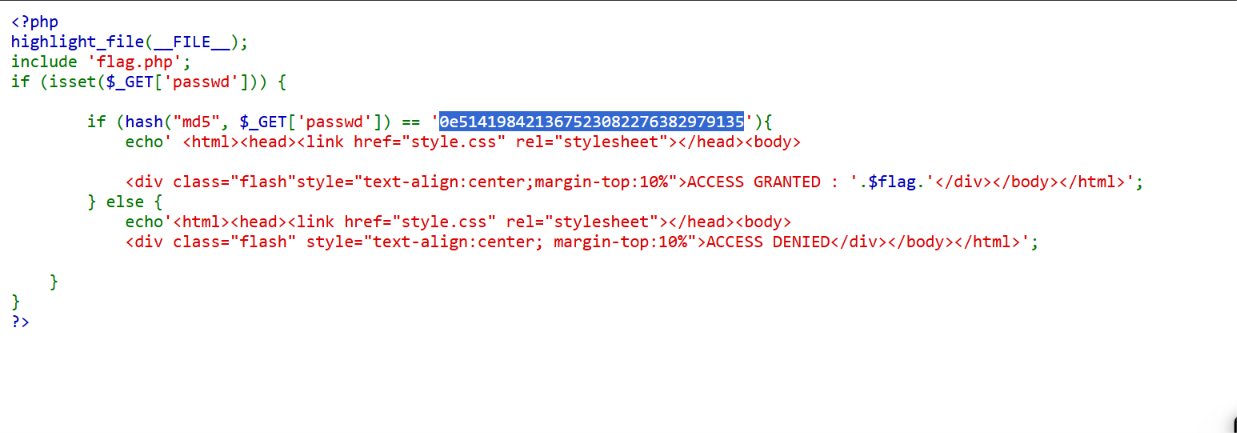 <?php
highlight_file(__FILE__);
include 'flag.php';
if (isset($_GET['passwd'])) {
if (hash("md5", $_GET['passwd']) == '0e514198421367523082276382979135'){
echo' <html><head><link href="style.css" rel="stylesheet"></head><body>
<div class="flash"style="text-align:center;margin-top:10%">ACCESS GRANTED : '.$flag.'</div></body></html>';
} else {
echo'<html><head><link href="style.css" rel="stylesheet"></head><body>
<div class="flash" style="text-align:center; margin-top:10%">ACCESS DENIED</div></body></html>';
}
}
?>